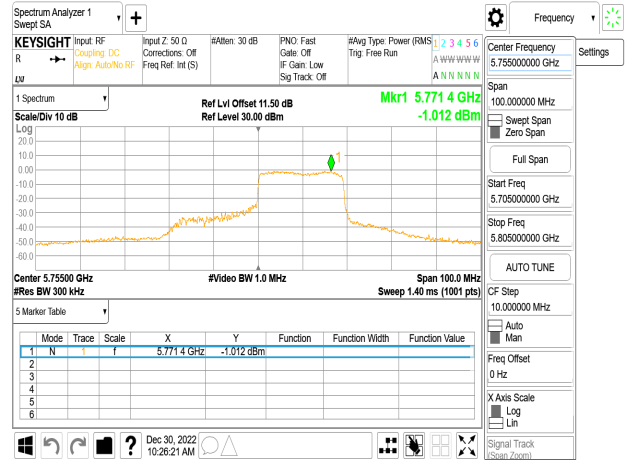 Spectrum Analyzer 1
Swept SA
Frequency
KEYSIGHT
R
Input: RF
Coupling: DC
Align: Auto/No RF
Input Z: 50 Ω
Corrections: Off
Freq Ref: Int (S)
#Atten: 30 dB
PNO: Fast
Gate: Off
IF Gain: Low
Sig Track: Off
#Avg Type: Power (RMS
Trig: Free Run
1 2 3 4 5 6
A W W W W W
A N N N N N
Center Frequency
5.755000000 GHz
Settings
Span
100.000000 MHz
Swept Span
Zero Span
Full Span
Start Freq
5.705000000 GHz
Stop Freq
5.805000000 GHz
AUTO TUNE
CF Step
10.000000 MHz
Auto
Man
Freq Offset
0 Hz
X Axis Scale
Log
Lin
Signal Track
(Span Zoom)
1 Spectrum
Scale/Div 10 dB
Ref Lvl Offset 11.50 dB
Ref Level 30.00 dBm
Mkr1 5.771 4 GHz
-1.012 dBm
Log
20.0
10.0
0.00
-10.0
-20.0
-30.0
-40.0
-50.0
-60.0
1
Center 5.75500 GHz
#Res BW 300 kHz
#Video BW 1.0 MHz
Span 100.0 MHz
Sweep 1.40 ms (1001 pts)
5 Marker Table
Mode Trace Scale X Y Function Function Width Function Value
1 N 1 f 5.771 4 GHz -1.012 dBm
2
3
4
5
6
?
Dec 30, 2022
10:26:21 AM